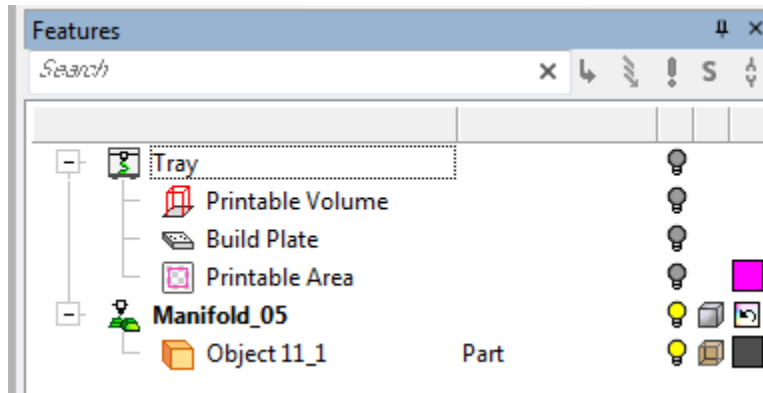 Features
Search
S
Tray
Printable Volume
Build Plate
Printable Area
Manifold_05
Object 11_1 Part